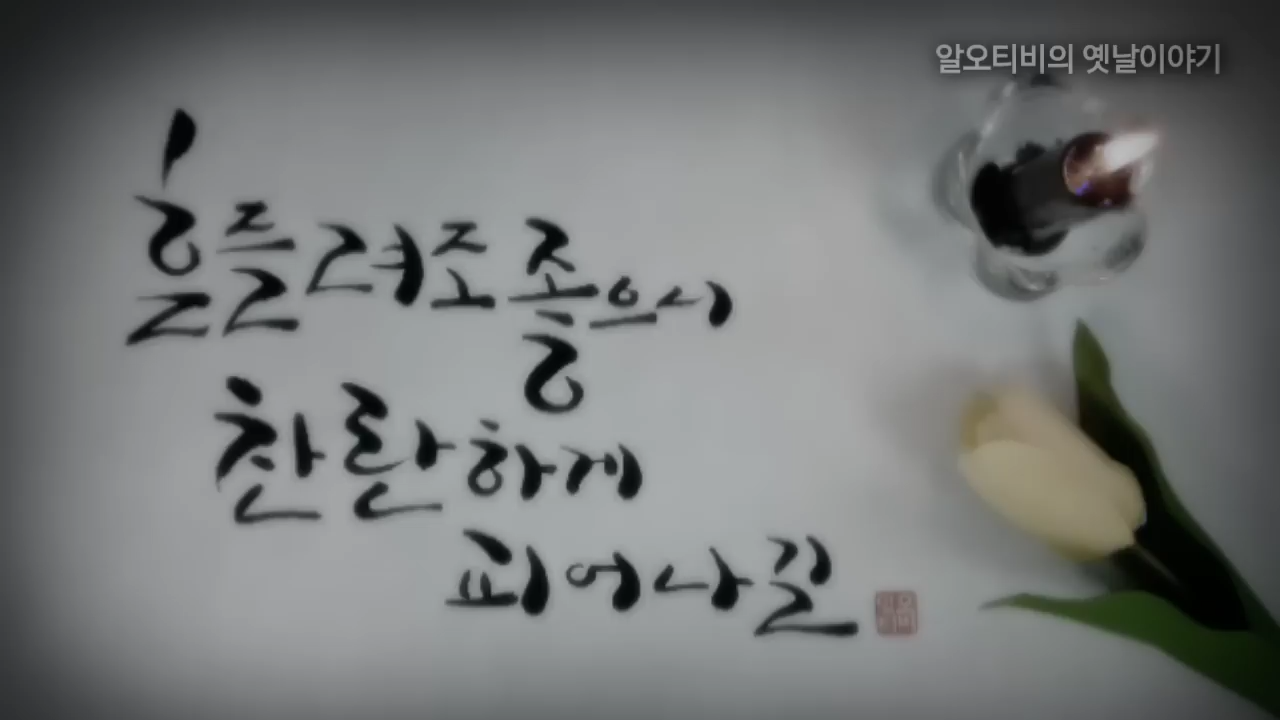 알오티비의 옛날이야기
흔들려도 좋으니
찬란하게
피어나길